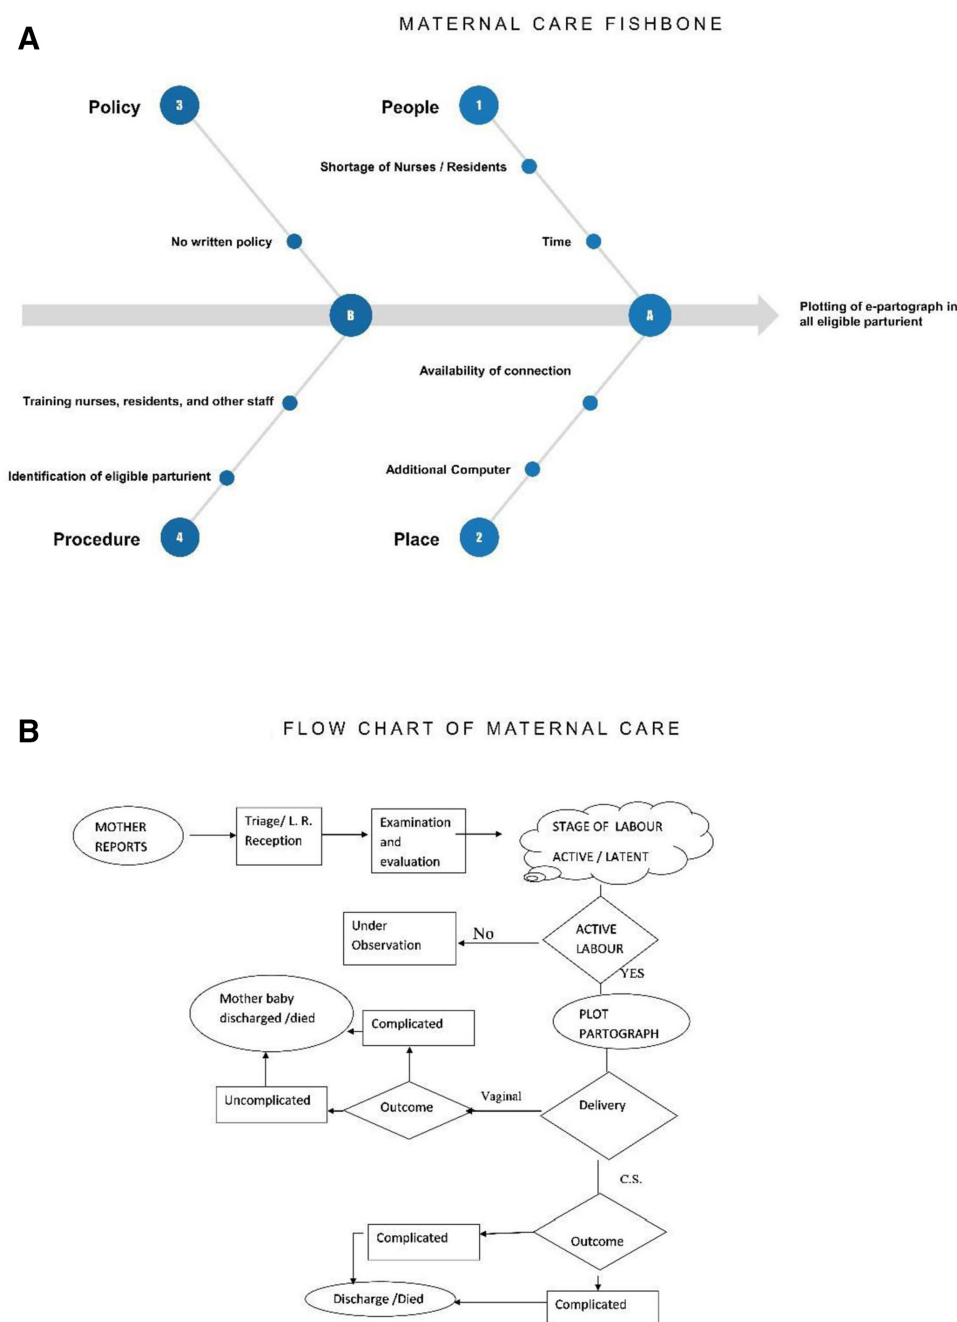 A
MATERNAL CARE FISHBONE
Policy
3
People
1
Shortage of Nurses / Residents
No written policy
Time
B
A
Plotting of e-partograph in
all eligible parturient
Availability of connection
Training nurses, residents, and other staff
Additional Computer
Identification of eligible parturient
Procedure
4
Place
2
B
FLOW CHART OF MATERNAL CARE
MOTHER
REPORTS
Triage/ L. R.
Reception
Examination
and
evaluation
STAGE OF LABOUR
ACTIVE / LATENT
Under
Observation
No
ACTIVE
LABOUR
YES
Mother baby
discharged /died
Complicated
PLOT
PARTOGRAPH
Uncomplicated
Outcome
Vaginal
Delivery
C.S.
Complicated
Outcome
Discharge /Died
Complicated